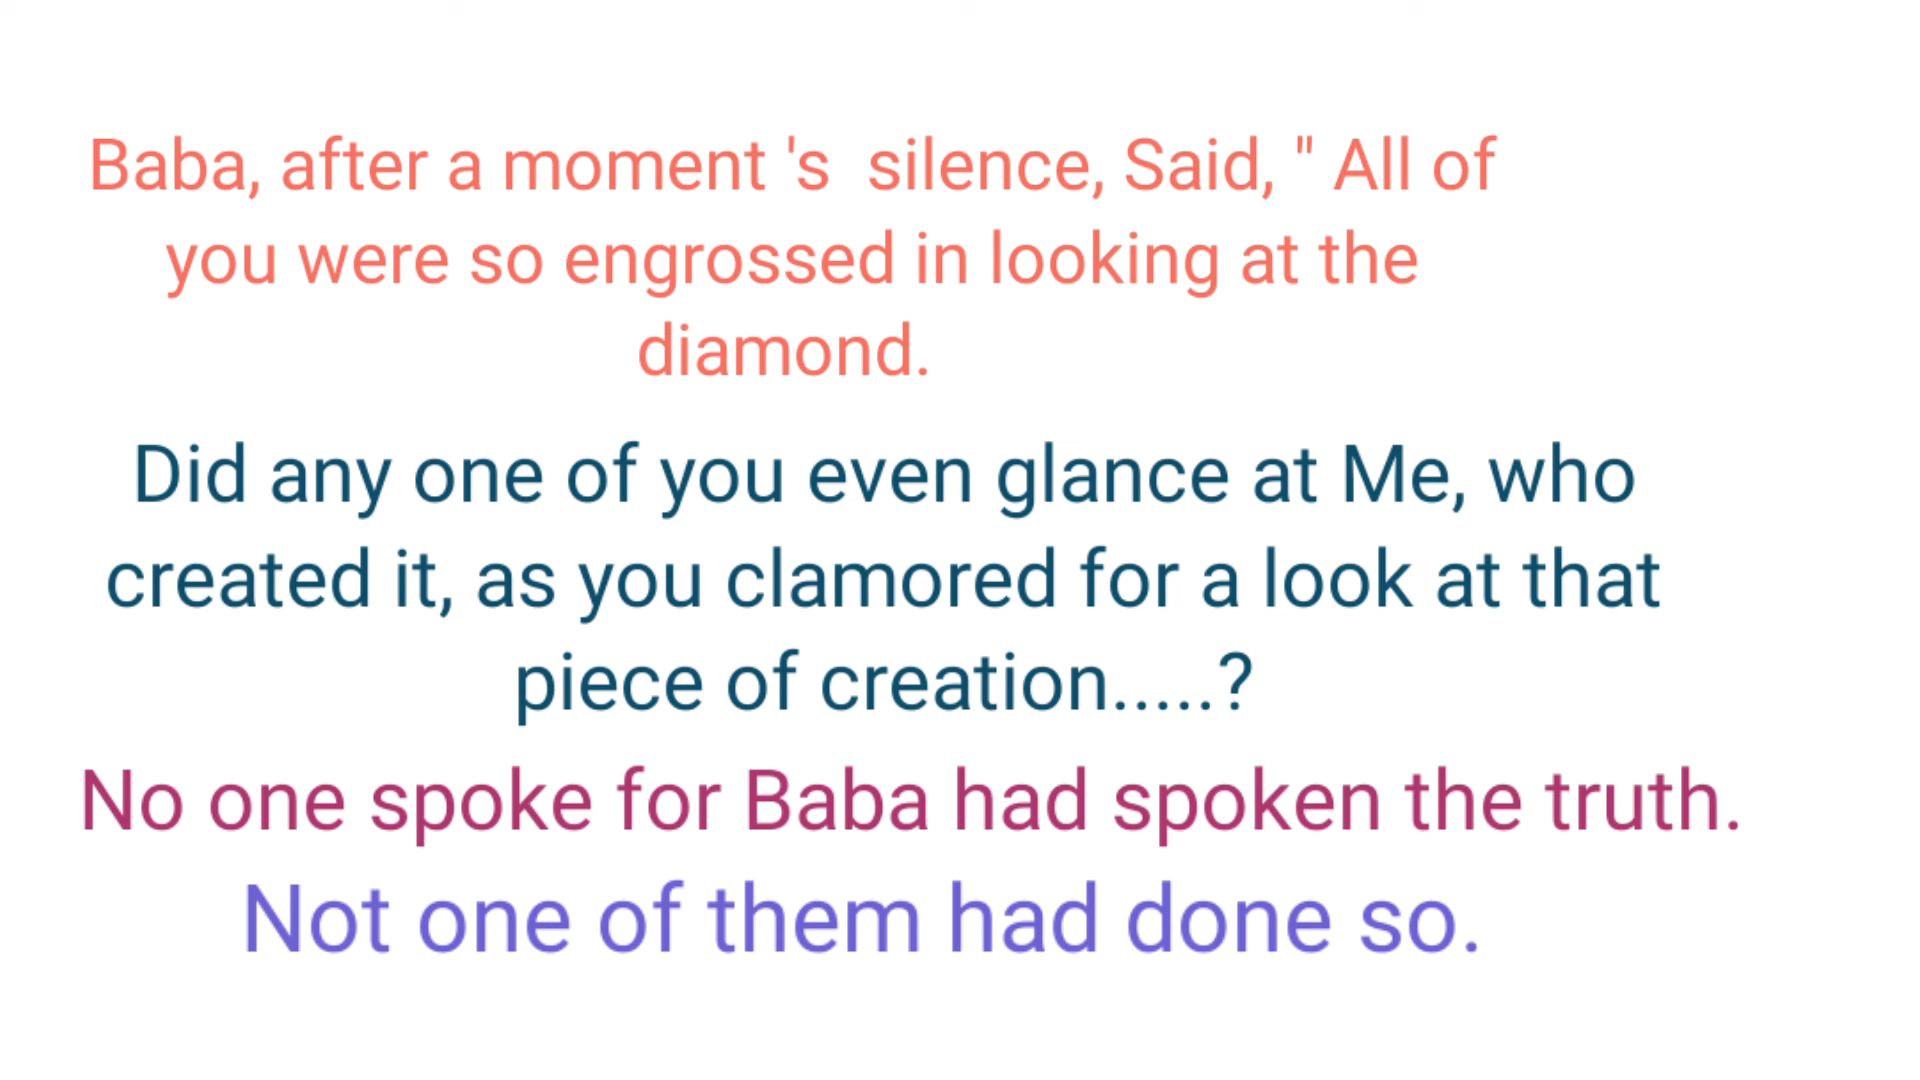 Baba, after a moment 's  silence, Said, " All of
you were so engrossed in looking at the
diamond.
Did any one of you even glance at Me, who
created it, as you clamored for a look at that
piece of creation.....?
No one spoke for Baba had spoken the truth.
Not one of them had done so.